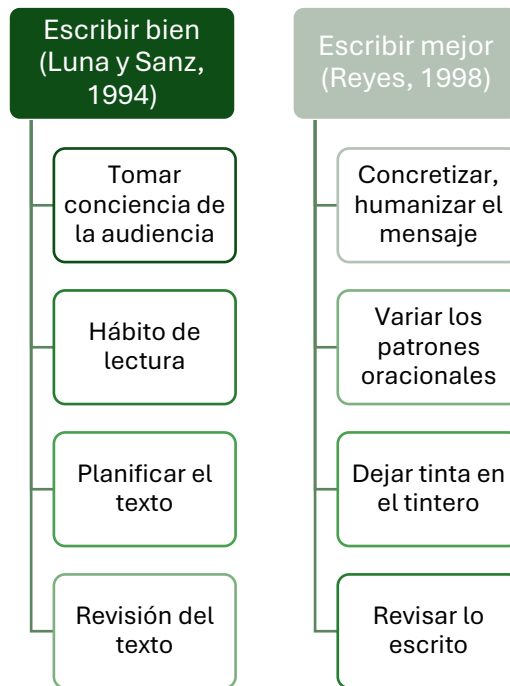 Escribir bien
(Luna y Sanz,
1994)
Tomar
conciencia de
la audiencia
Hábito de
lectura
Planificar el
texto
Revisión del
texto
Escribir mejor
(Reyes, 1998)
Concretizar,
humanizar el
mensaje
Variar los
patrones
oracionales
Dejar tinta en
el tintero
Revisar lo
escrito